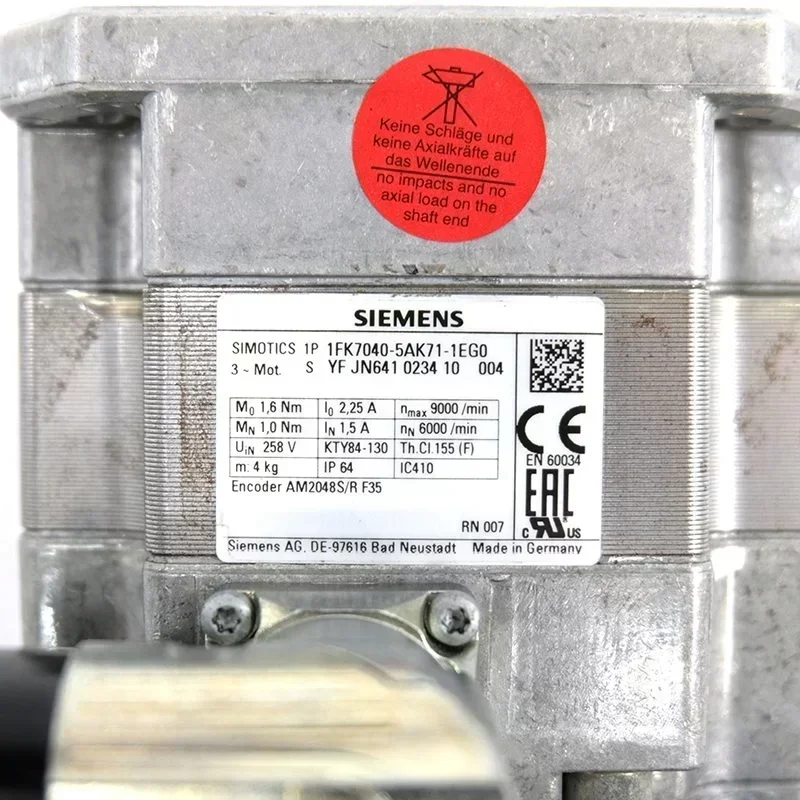 Keine Schläge und
keine Axialkräfte auf
das Wellenende
no impacts and no
axial load on the
shaft end
SIEMENS
SIMOTICS 1P 1FK7040-5AK71-1EG0
3 ~ Mot. S YF JN641 0234 10 004
M0 1,6 Nm I0 2,25 A nmax 9000 /min
MN 1,0 Nm IN 1,5 A nN 6000 /min
UIN 258 V KTY84-130 Th.Cl.155 (F)
m: 4 kg IP 64 IC410
Encoder AM2048S/R F35
CE
EN 60034
EAC
c RU US
RN 007
Siemens AG, DE-97616 Bad Neustadt Made in Germany